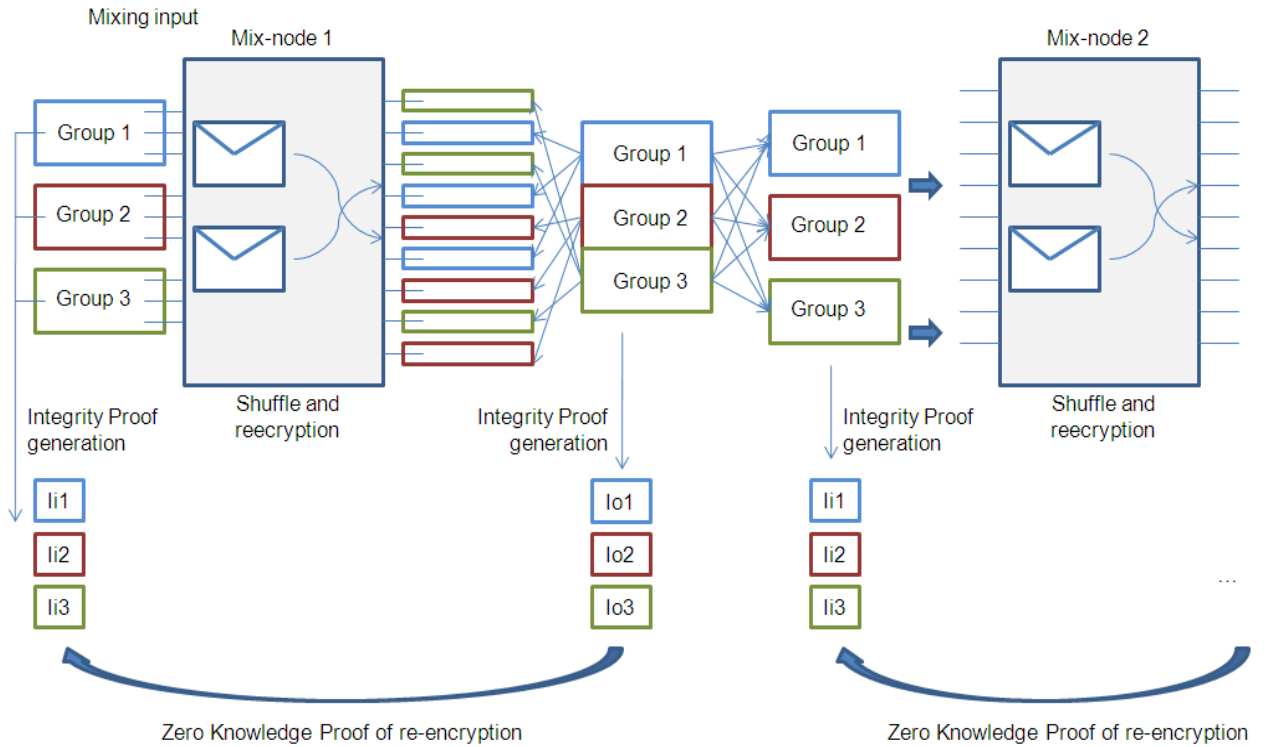 Mixing input
Mix-node 1
Mix-node 2
Group 1
Group 2
Group 3
Group 1
Group 2
Group 3
Group 1
Group 2
Group 3
Shuffle and
reecryption
Shuffle and
reecryption
Integrity Proof
generation
Integrity Proof
generation
Integrity Proof
generation
Ii1
Ii2
Ii3
Io1
Io2
Io3
Ii1
Ii2
Ii3
...
Zero Knowledge Proof of re-encryption
Zero Knowledge Proof of re-encryption